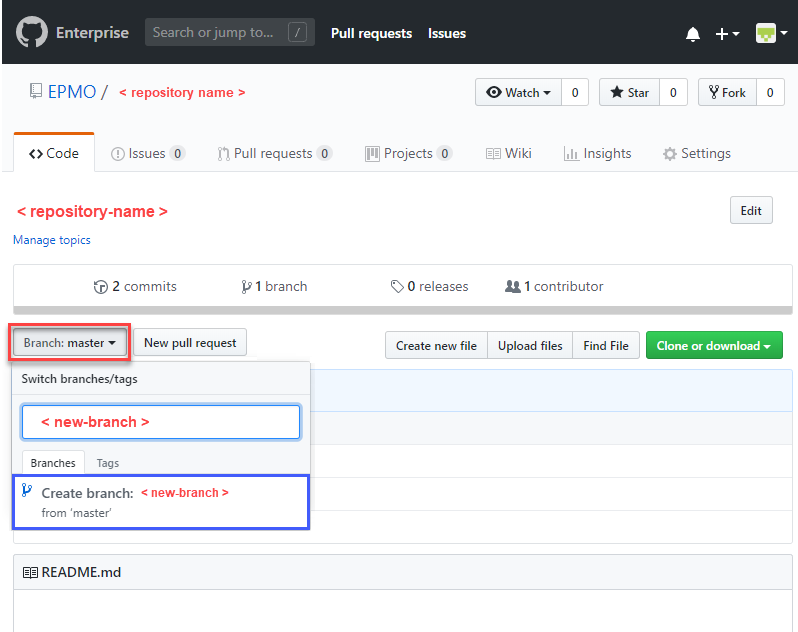 Enterprise Search or jump to... / Pull requests Issues
EPMO / < repository name > Watch 0 Star 0 Fork 0
Code Issues 0 Pull requests 0 Projects 0 Wiki Insights Settings
< repository-name > Edit
Manage topics
2 commits 1 branch 0 releases 1 contributor
Branch: master New pull request Create new file Upload files Find File Clone or download
Switch branches/tags
< new-branch >
Branches Tags
Create branch: < new-branch >
from ‘master’
README.md